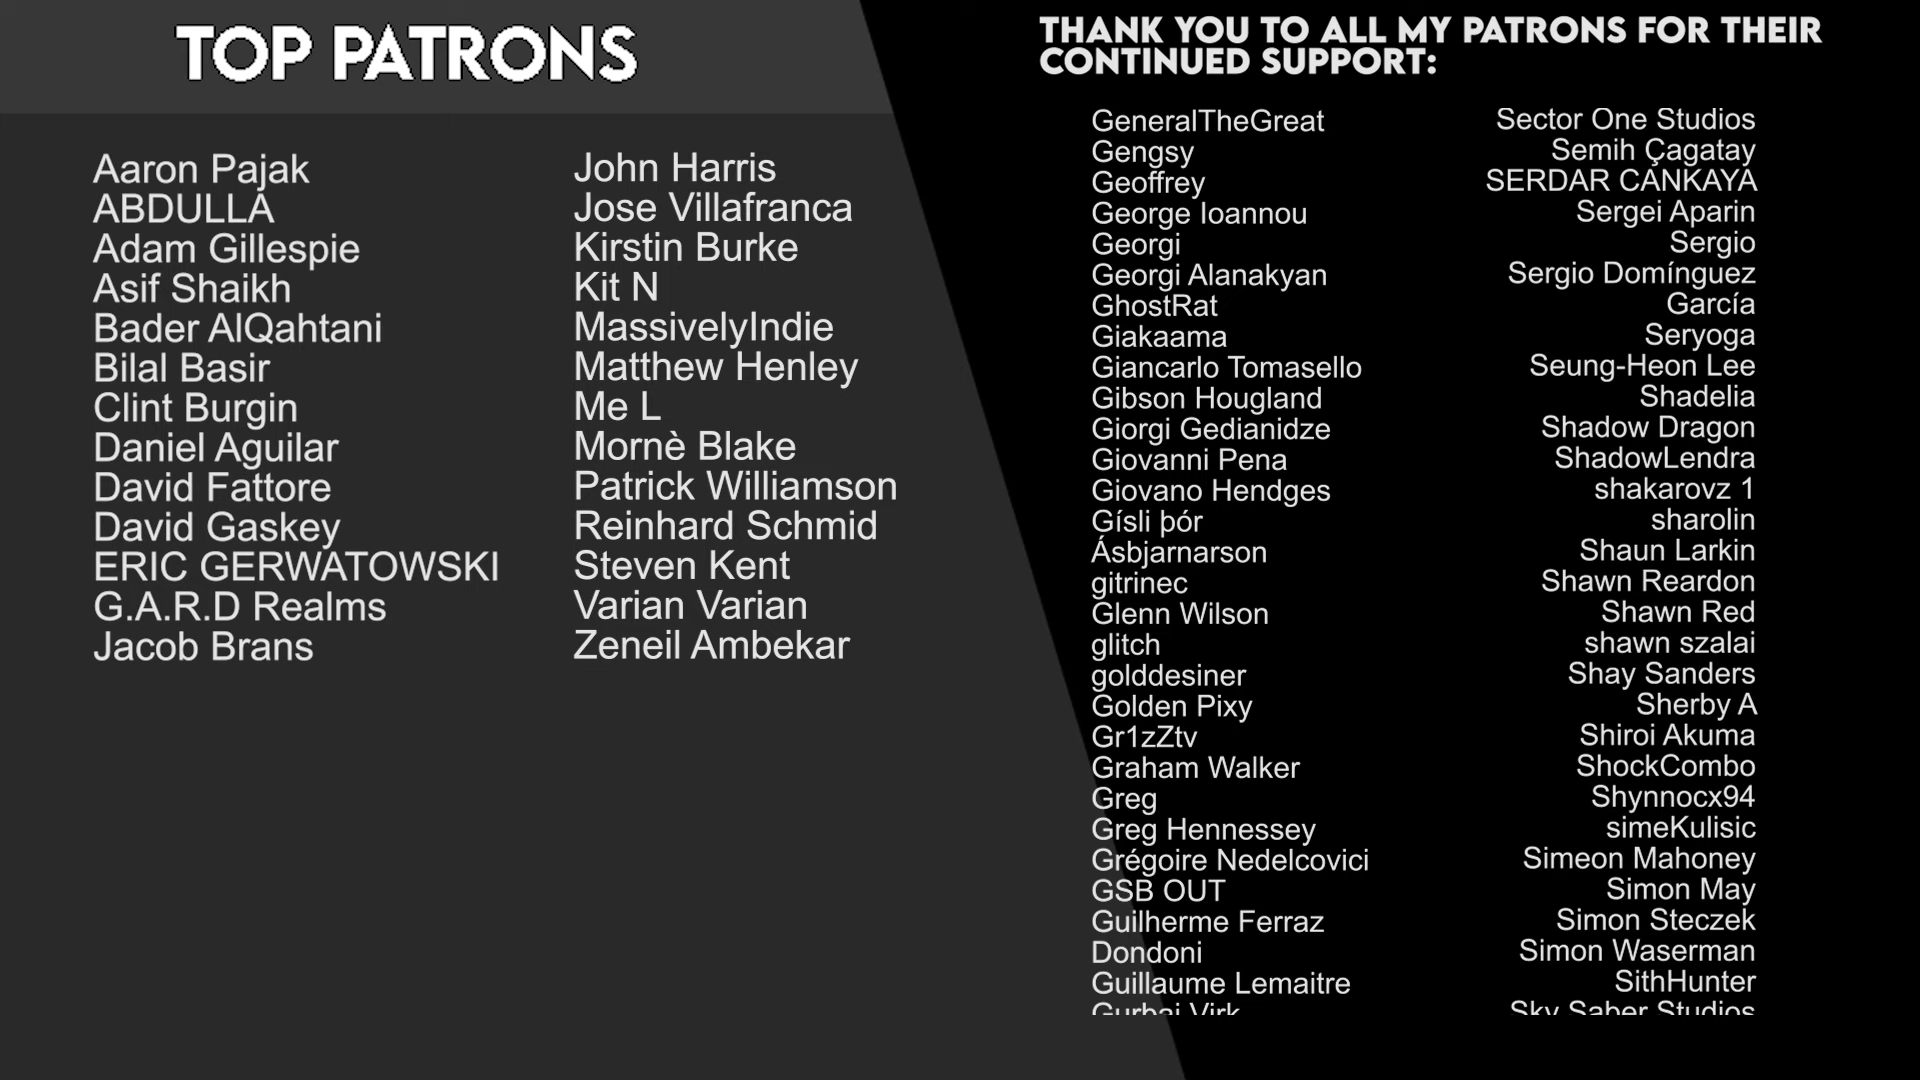 TOP PATRONS
Aaron Pajak
ABDULLA
Adam Gillespie
Asif Shaikh
Bader AlQahtani
Bilal Basir
Clint Burgin
Daniel Aguilar
David Fattore
David Gaskey
ERIC GERWATOWSKI
G.A.R.D Realms
Jacob Brans
John Harris
Jose Villafranca
Kirstin Burke
Kit N
MassivelyIndie
Matthew Henley
Me L
Mornè Blake
Patrick Williamson
Reinhard Schmid
Steven Kent
Varian Varian
Zeneil Ambekar
THANK YOU TO ALL MY PATRONS FOR THEIR
CONTINUED SUPPORT:
GeneralTheGreat
Gengsy
Geoffrey
George Ioannou
Georgi
Georgi Alanakyan
GhostRat
Giakaama
Giancarlo Tomasello
Gibson Hougland
Giorgi Gedianidze
Giovanni Pena
Giovano Hendges
Gísli þór
Ásbjarnarson
gitrinec
Glenn Wilson
glitch
golddesiner
Golden Pixy
Gr1zZtv
Graham Walker
Greg
Greg Hennessey
Grégoire Nedelcovici
GSB OUT
Guilherme Ferraz
Dondoni
Guillaume Lemaitre
Gurbaj Virk
Sector One Studios
Semih Çagatay
SERDAR CANKAYA
Sergei Aparin
Sergio
Sergio Domínguez
García
Seryoga
Seung-Heon Lee
Shadelia
Shadow Dragon
ShadowLendra
shakarovz 1
sharolin
Shaun Larkin
Shawn Reardon
Shawn Red
shawn szalai
Shay Sanders
Sherby A
Shiroi Akuma
ShockCombo
Shynnocx94
simeKulisic
Simeon Mahoney
Simon May
Simon Steczek
Simon Waserman
SithHunter
Sky Saber Studios